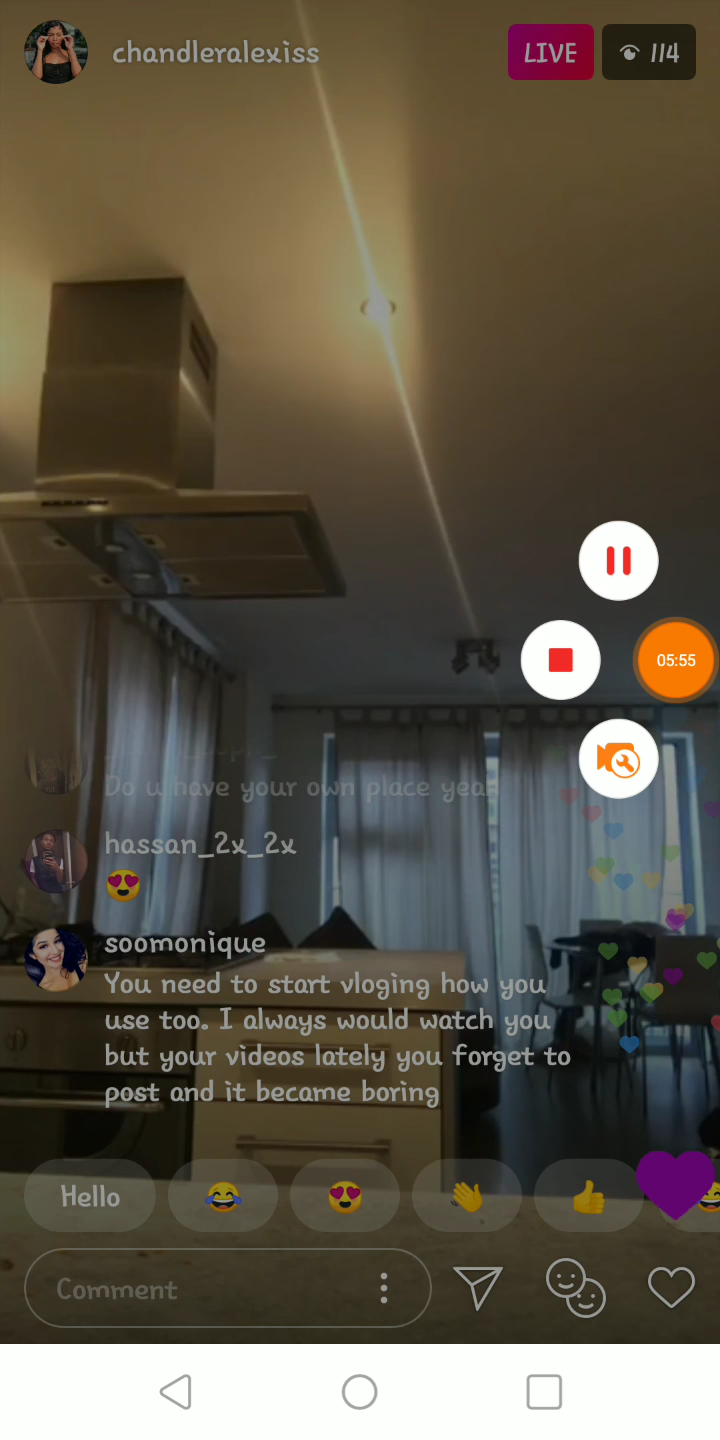 chandleralexiss
LIVE
114
05:55
Do u have your own place yeah
hassan_2x_2x
😍
soomonique
You need to start vloging how you
use too. I always would watch you
but your videos lately you forget to
post and it became boring
Hello 😂 😍 👋 👍
Comment